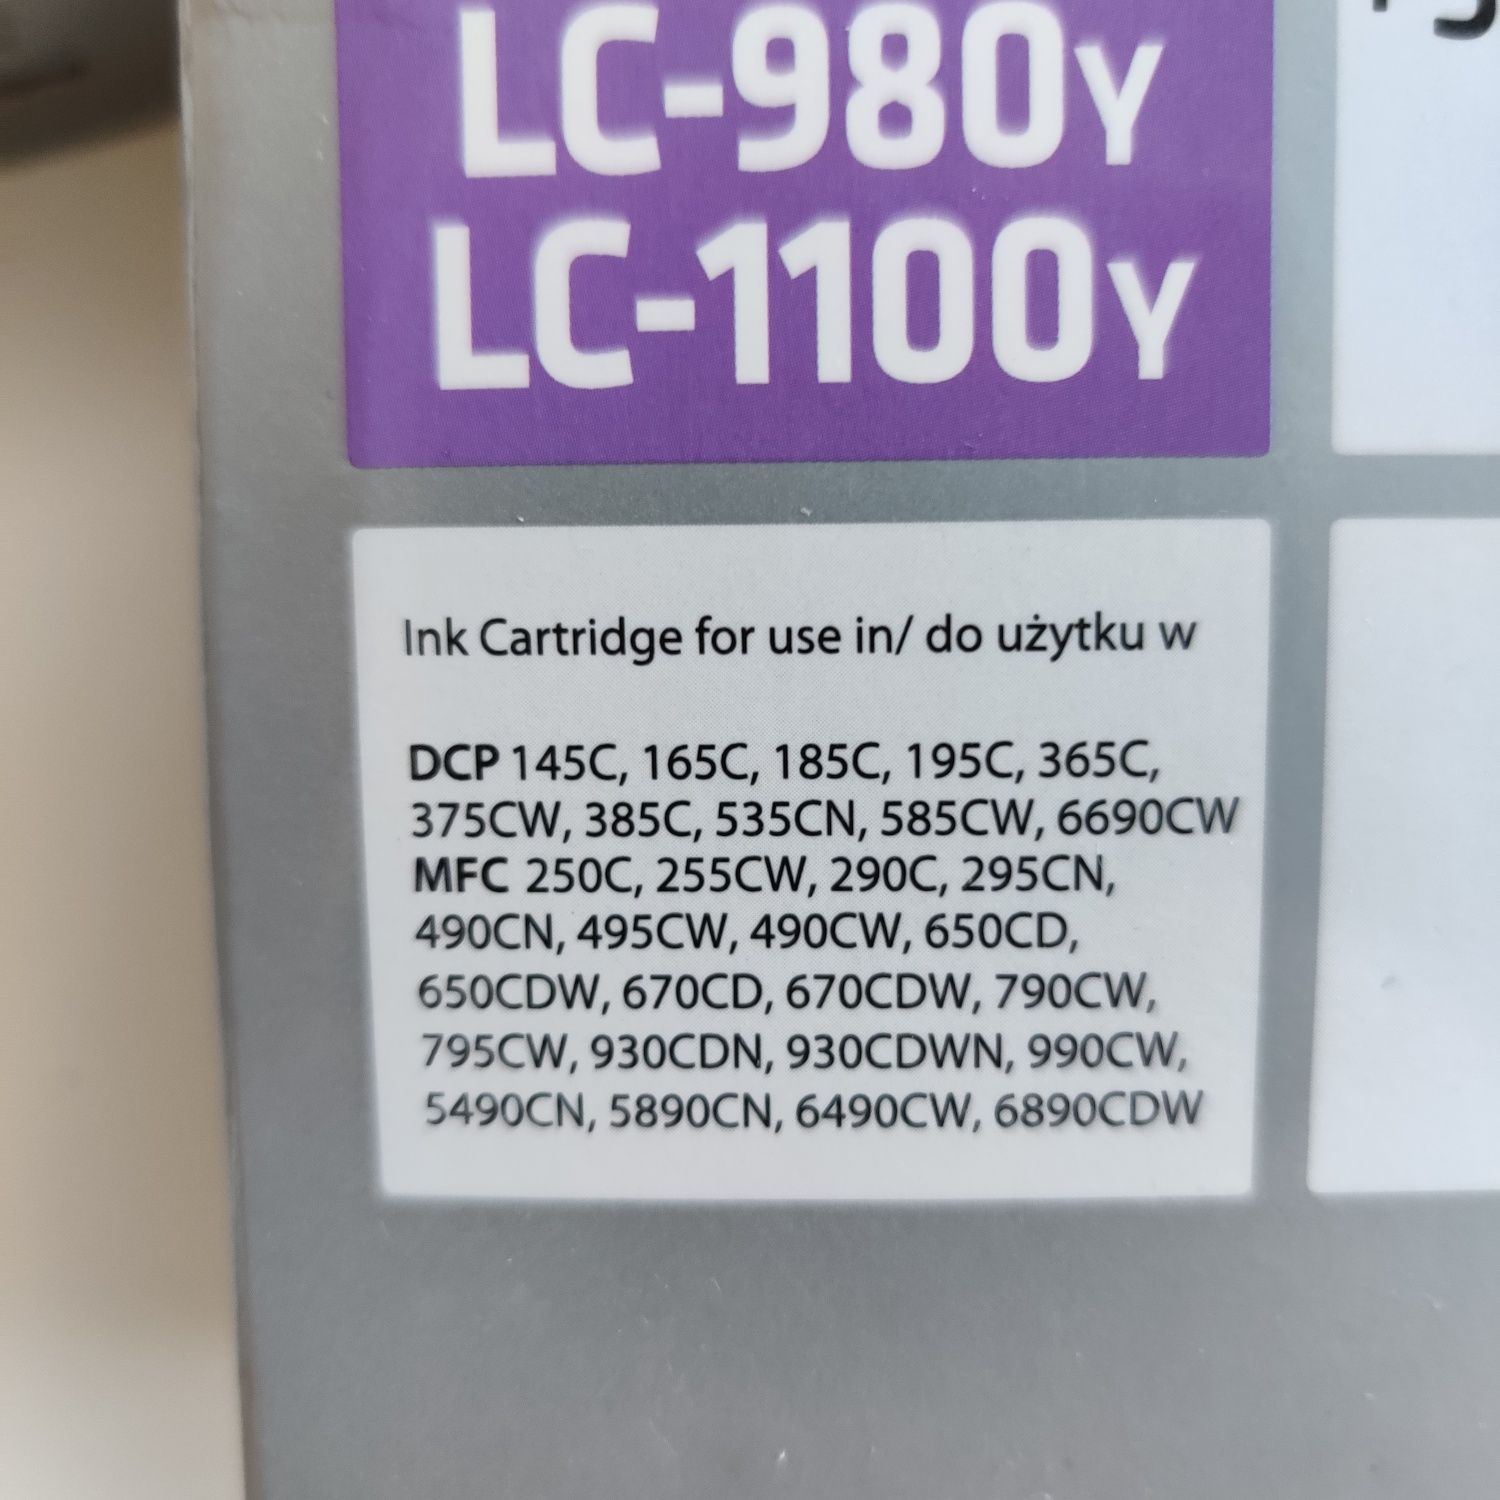 LC-980Y
LC-1100Y
Ink Cartridge for use in/ do użytku w
DCP 145C, 165C, 185C, 195C, 365C,
375CW, 385C, 535CN, 585CW, 6690CW
MFC 250C, 255CW, 290C, 295CN,
490CN, 495CW, 490CW, 650CD,
650CDW, 670CD, 670CDW, 790CW,
795CW, 930CDN, 930CDWN, 990CW,
5490CN, 5890CN, 6490CW, 6890CDW